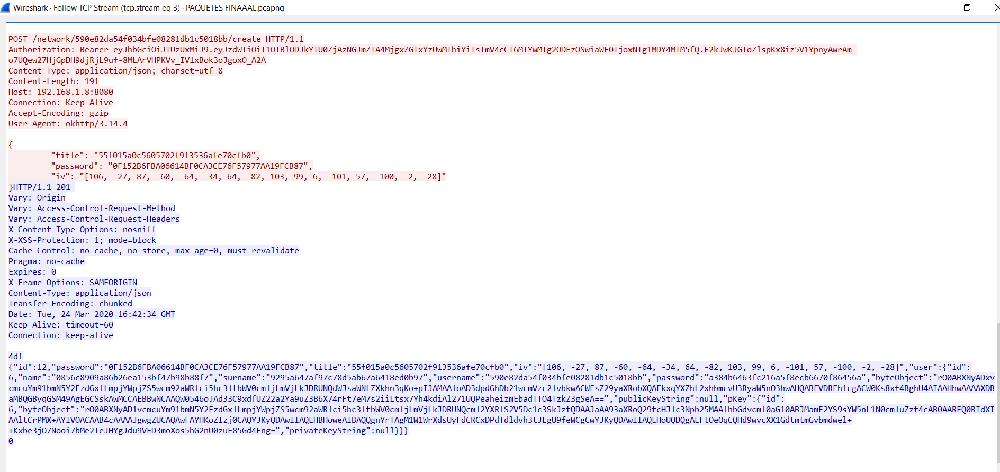 Wireshark · Follow TCP Stream (tcp.stream eq 3) · PAQUETES FINAAAL.pcapng
POST /network/590e82da54f034bfe08281db1c5018bb/create HTTP/1.1
Authorization: Bearer eyJhbGciOiJIUzUxMiJ9.eyJzdWIiOiI1OTBlODJkYTU0ZjAzNGJmZTA4MjgxZGIxYzUwMThiYiIsImV4cCI6MTYwMTg2ODEzOSwiaWF0IjoxNTg1MDY4MTM5fQ.F2kJwKJGToZlspKx8iz5V1YpnyAwrAm-
o7UQew27HjGpDH9djRjL9uf-8MLArVHPKVv_IVlxBok3oJgoxO_A2A
Content-Type: application/json; charset=utf-8
Content-Length: 191
Host: 192.168.1.8:8080
Connection: Keep-Alive
Accept-Encoding: gzip
User-Agent: okhttp/3.14.4
{
"title": "55f015a0c5605702f913536afe70cfb0",
"password": "0F152B6FBA06614BF0CA3CE76F57977AA19FCB87",
"iv": "[106, -27, 87, -60, -64, -34, 64, -82, 103, 99, 6, -101, 57, -100, -2, -28]"
}HTTP/1.1 201
Vary: Origin
Vary: Access-Control-Request-Method
Vary: Access-Control-Request-Headers
X-Content-Type-Options: nosniff
X-XSS-Protection: 1; mode=block
Cache-Control: no-cache, no-store, max-age=0, must-revalidate
Pragma: no-cache
Expires: 0
X-Frame-Options: SAMEORIGIN
Content-Type: application/json
Transfer-Encoding: chunked
Date: Tue, 24 Mar 2020 16:42:34 GMT
Keep-Alive: timeout=60
Connection: keep-alive
4df
{"id":12,"password":"0F152B6FBA06614BF0CA3CE76F57977AA19FCB87","title":"55f015a0c5605702f913536afe70cfb0","iv":"[106, -27, 87, -60, -64, -34, 64, -82, 103, 99, 6, -101, 57, -100, -2, -28]","user":{"id":
6,"name":"0856c8909a86b26ea153bf47b98b88f7","surname":"9295a647af97c78d5ab67a6418ed0b97","username":"590e82da54f034bfe08281db1c5018bb","password":"a384b6463fc216a5f8ecb6670f86456a","byteObject":"rO0ABXNyADxv
cmcuYm91bmN5Y2FzdGxlLmpjYWpjZS5wcm92aWRlci5hc3ltbWV0cmljLmVjLkJDRUNQdWJsaWNLZXkhn3qKo+pIJAMAAloAD3dpdGhDb21wcmVzc2lvbkwACWFsZ29yaXRobXQAEkxqYXZhL2xhbmcvU3RyaW5nO3hwAHQABEVDREh1cgACW0Ks8xf4BghU4AIAAHhwAAAAXDB
aMBQGByqGSM49AgEGCSskAwMCCAEBBwNCAAQW0546oJAd33C9xdfUZ22a2Ya9uZ3B6X74rFt7eM7s2iiLtsx7Yh4kdiAl271UQPeaheizmEbadTTO4TzkZ3gSeA==","publicKeyString":null,"pKey":{"id":
6,"byteObject":"rO0ABXNyAD1vcmcuYm91bmN5Y2FzdGxlLmpjYWpjZS5wcm92aWRlci5hc3ltbWV0cmljLmVjLkJDRUNQcml2YXRlS2V5Dc1c3SkJztQDAAJaAA93aXRoQ29tcHJlc3Npb25MAAlhbGdvcml0aG10ABJMamF2YS9sYW5nL1N0cmluZzt4cAB0AARFQ0RIdXI
AAltCrPMX+AYIVOACAAB4cAAAAJgwgZUCAQAwFAYHKoZIzj0CAQYJKyQDAwIIAQEHBHoweAIBAQQgnYrTAgM1W1WrXdsUyFdCRCxDPdTdldvh3tJEgU9feWCgCwYJKyQDAwIIAQEHoUQDQgAEFtOeOqCQHd9wvcXX1GdtmtmGvbmdwel+
+Kxbe3jO7Nooi7bMe2IeJHYgJdu9VED3moXos5hG2nU0zuE85Gd4Eng=","privateKeyString":null}}}
0